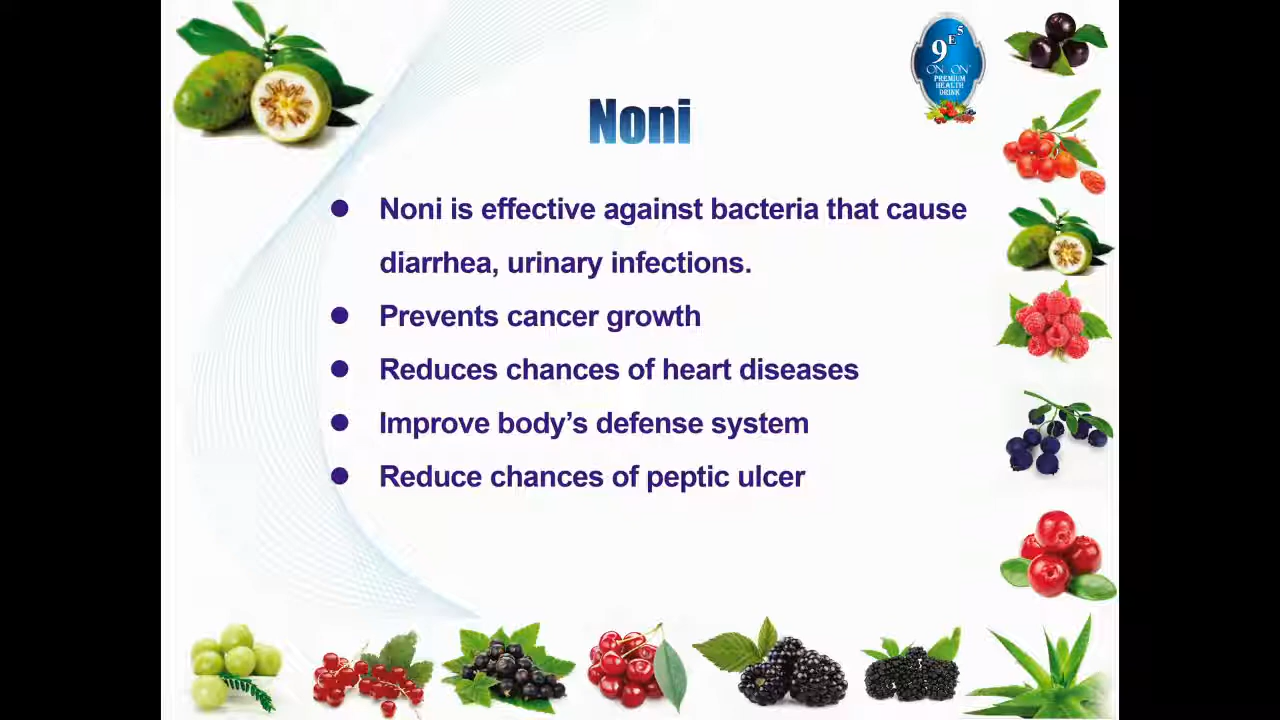 9 E 5
ON ON
PREMIUM
HEALTH
DRINK
Noni
● Noni is effective against bacteria that cause
diarrhea, urinary infections.
● Prevents cancer growth
● Reduces chances of heart diseases
● Improve body’s defense system
● Reduce chances of peptic ulcer